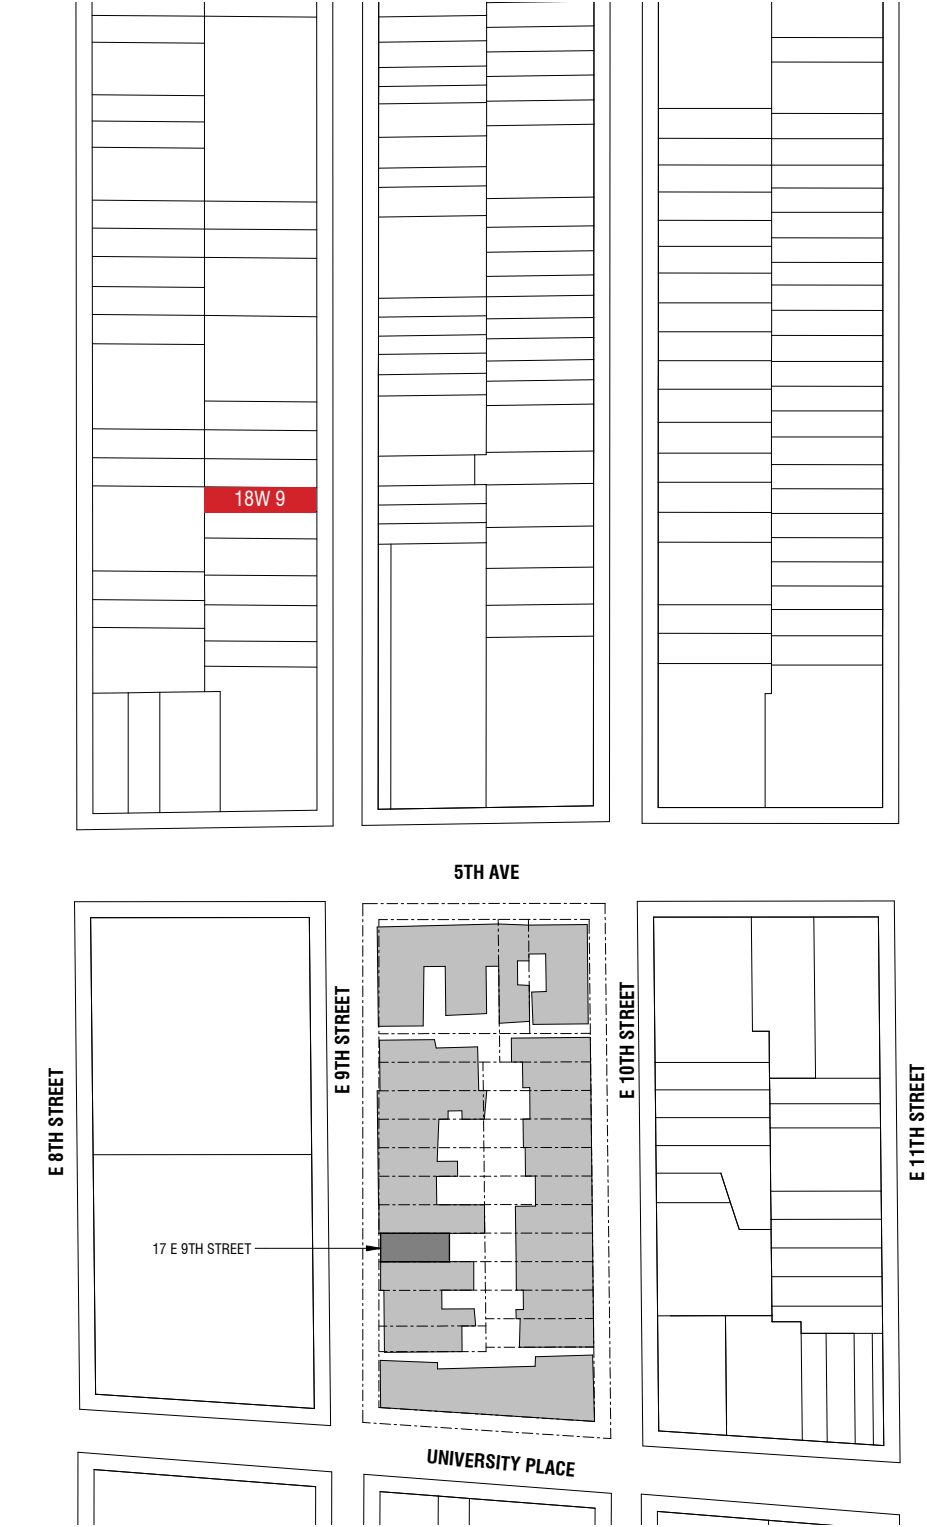 18W 9
5TH AVE
E 9TH STREET
E 10TH STREET
E 8TH STREET
E 11TH STREET
17 E 9TH STREET
UNIVERSITY PLACE